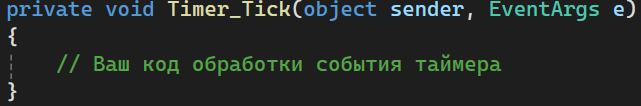 private void Timer_Tick(object sender, EventArgs e)
{
// Ваш код обработки события таймера
}